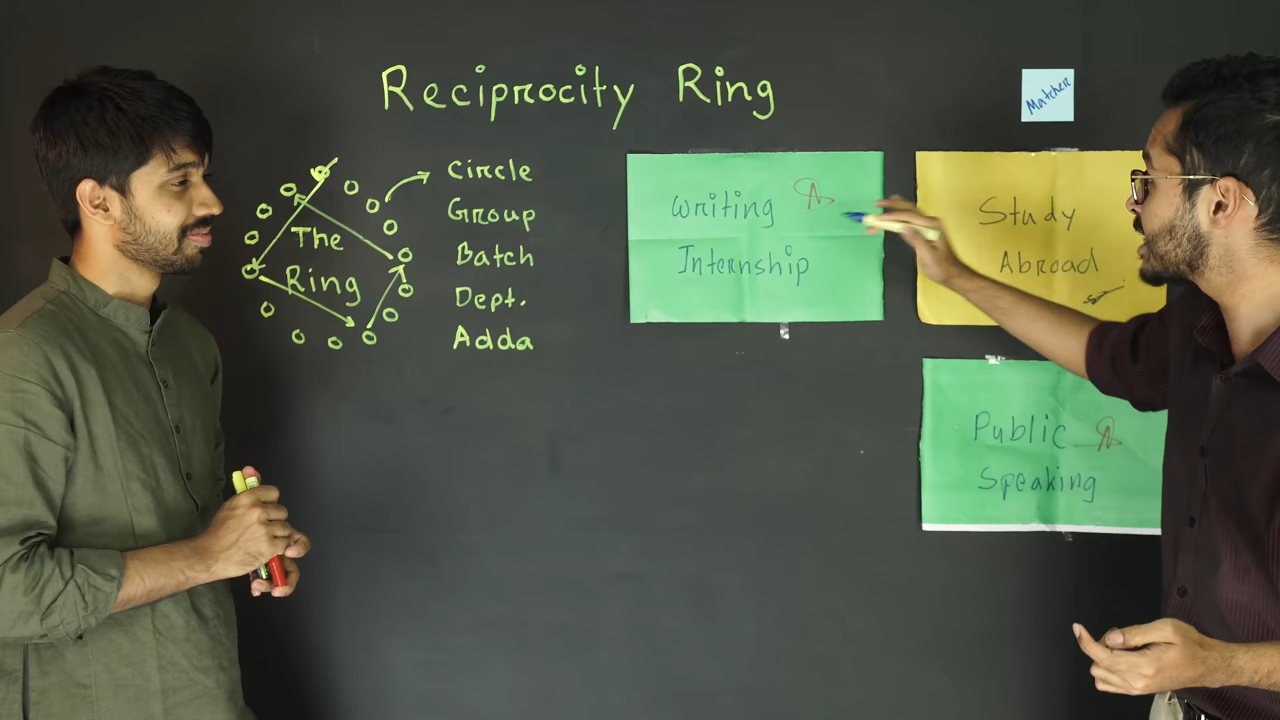 Reciprocity Ring
Matcher
The
Ring
Circle
Group
Batch
Dept.
Adda
Writing
Internship
Study
Abroad
Public
Speaking